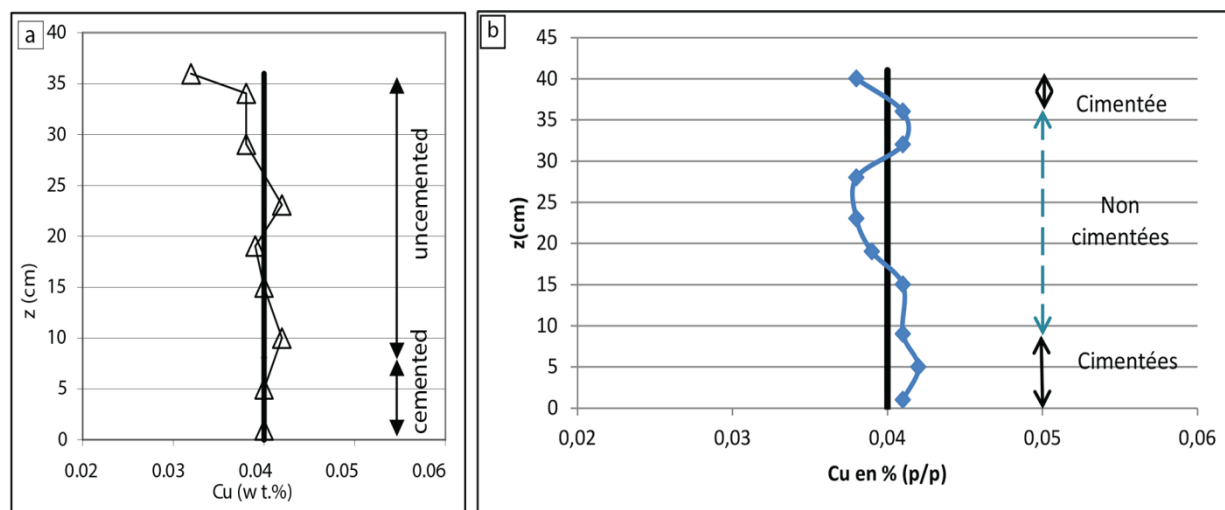 a
40
35
30
25
20
15
10
5
0
z (cm)
uncemented
cemented
0.02 0.03 0.04 0.05 0.06
Cu (w t.%)
b
45
40
35
30
25
20
15
10
5
0
z(cm)
Cimentée
Non
cimentées
Cimentées
0,02 0,03 0,04 0,05 0,06
Cu en % (p/p)